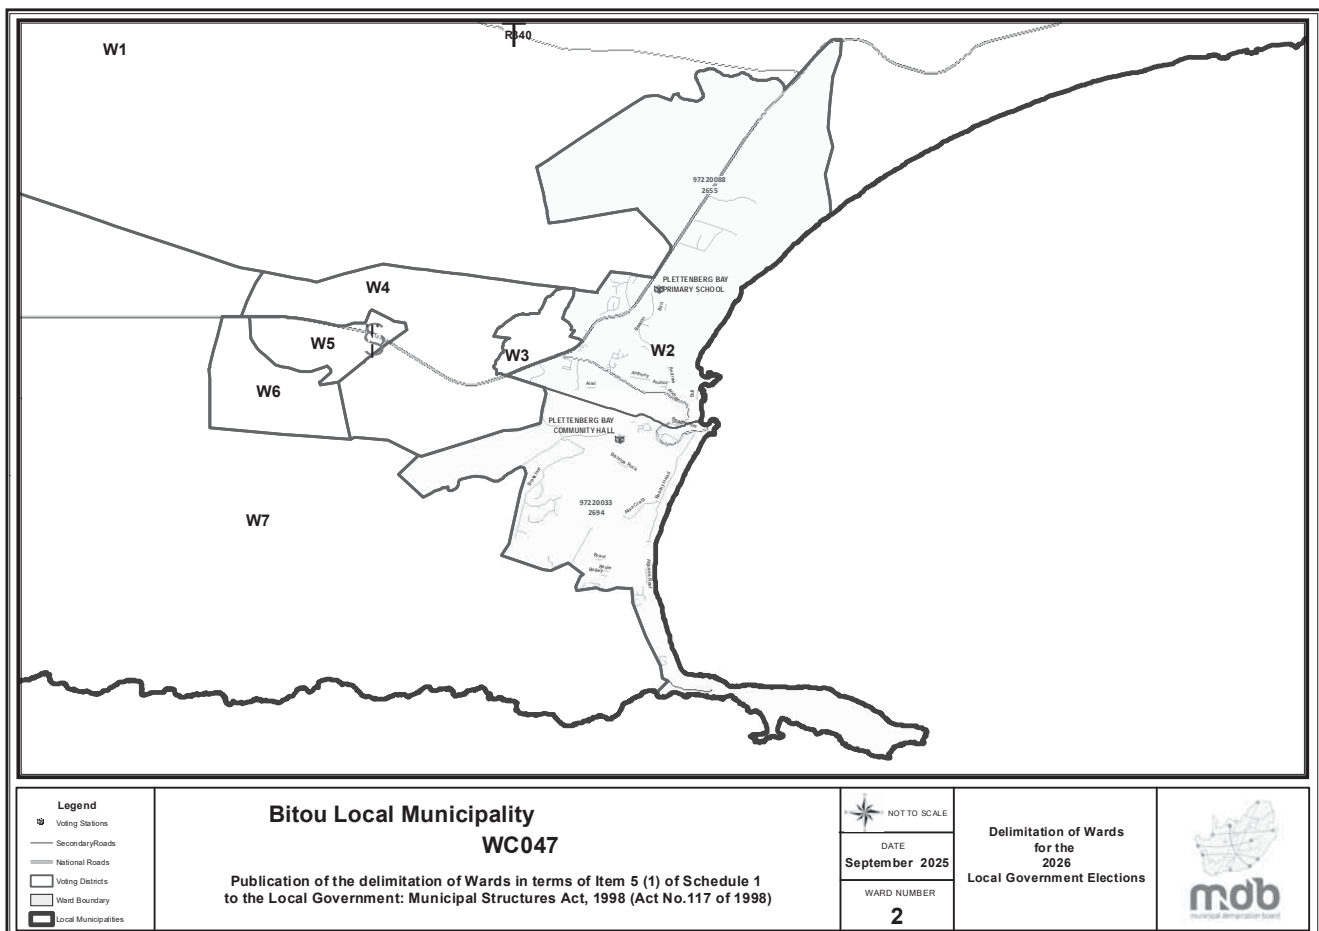 R340
W1
97220088
2655
PLETTENBERG BAY
PRIMARY SCHOOL
W4
W5
W3
W2
W6
Anthony
PLETTENBERG BAY
COMMUNITY HALL
97220033
2694
W7
Legend
Voting Stations
SecondaryRoads
National Roads
Voting Districts
Ward Boundary
Local Municipalities
Bitou Local Municipality
WC047
Publication of the delimitation of Wards in terms of Item 5 (1) of Schedule 1
to the Local Government: Municipal Structures Act, 1998 (Act No.117 of 1998)
NOT TO SCALE
DATE
September 2025
WARD NUMBER
2
Delimitation of Wards
for the
2026
Local Government Elections
mdb
municipal demarcation board